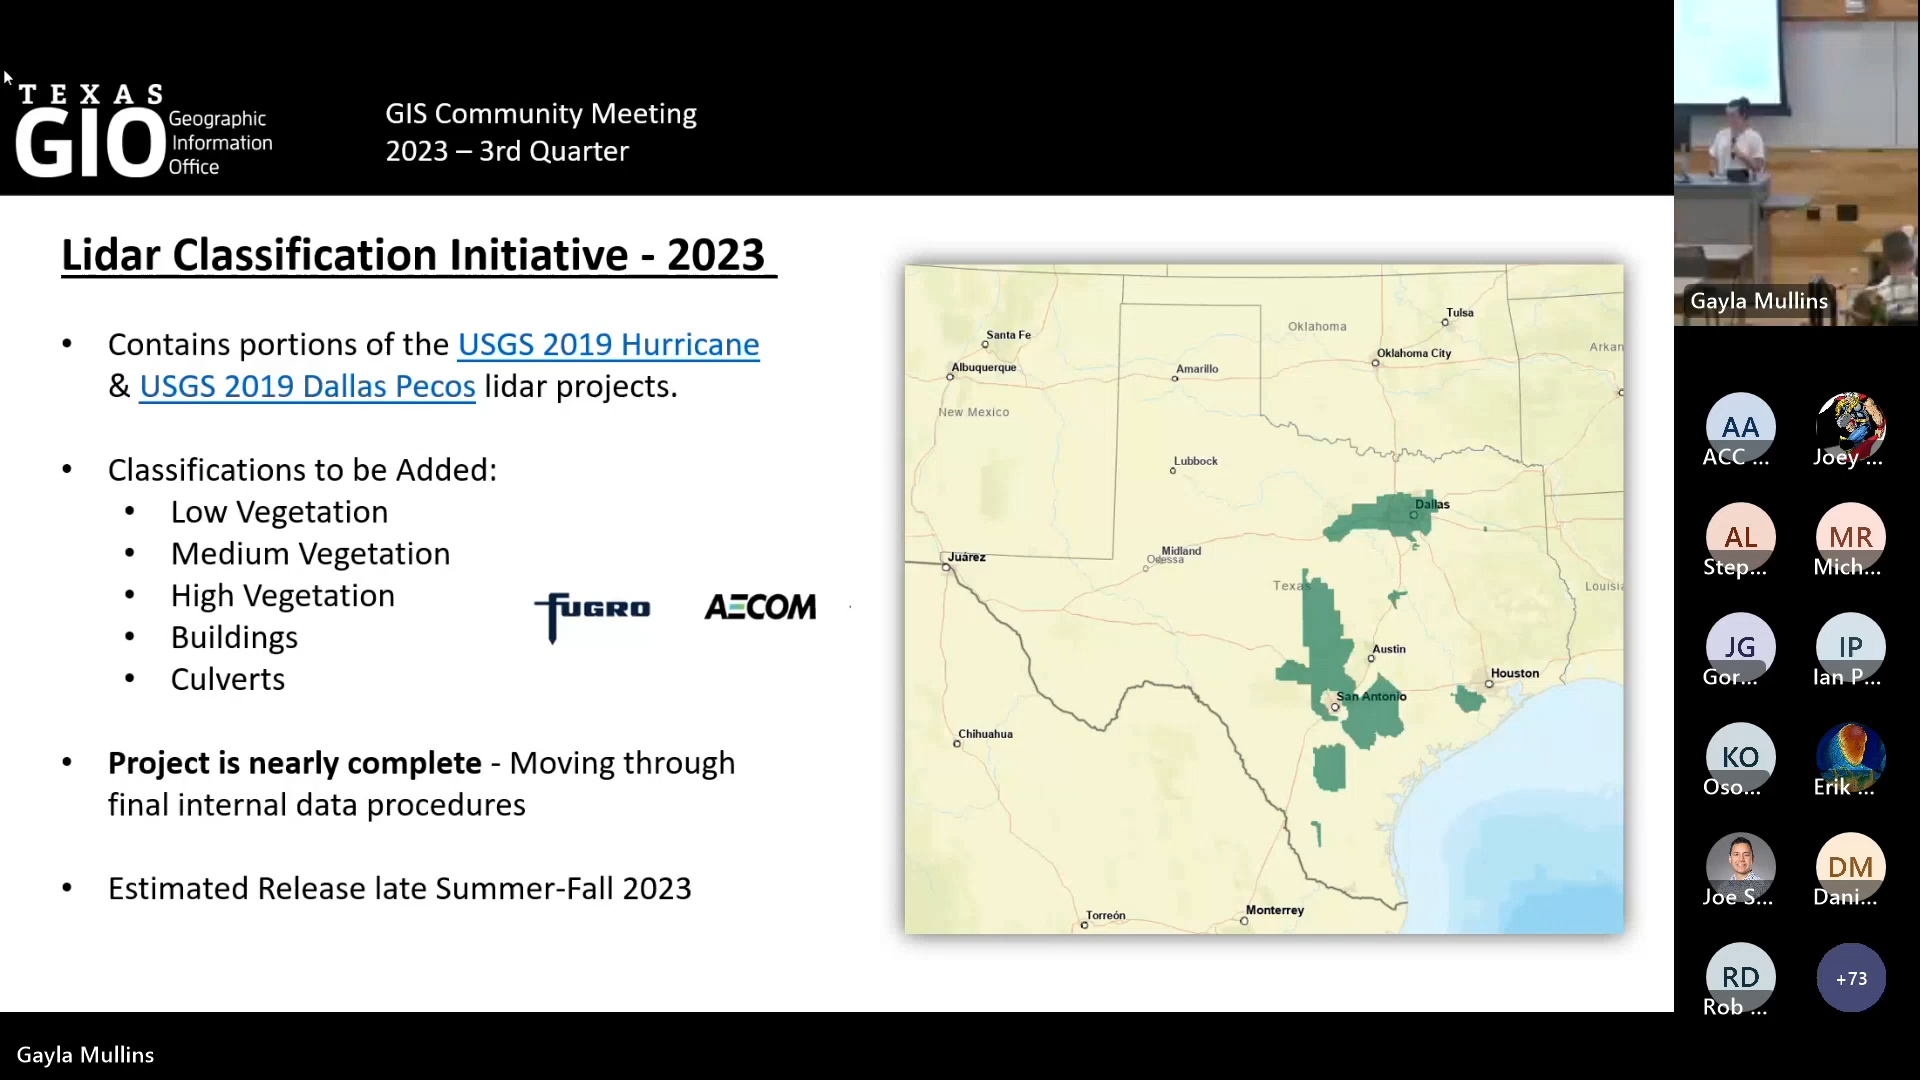 TEXAS
GIO
Geographic
Information
Office
GIS Community Meeting
2023 – 3rd Quarter
Lidar Classification Initiative - 2023
• Contains portions of the USGS 2019 Hurricane
& USGS 2019 Dallas Pecos lidar projects.
• Classifications to be Added:
• Low Vegetation
• Medium Vegetation
• High Vegetation
• Buildings
• Culverts
FUGRO
AECOM
• Project is nearly complete - Moving through
final internal data procedures
• Estimated Release late Summer-Fall 2023
Tulsa
Oklahoma
Santa Fe
Oklahoma City
Arkan
Albuquerque
Amarillo
New Mexico
Lubbock
Dallas
Midland
Odessa
Juárez
Texas
Louisia
Austin
Houston
San Antonio
Chihuahua
Monterrey
Torreón
Gayla Mullins
AA
ACC ...
Joey ...
AL
Step...
MR
Mich...
JG
Gor...
IP
Ian P...
KO
Oso...
Erik ...
Joe S...
DM
Dani...
RD
Rob ...
+73
Gayla Mullins